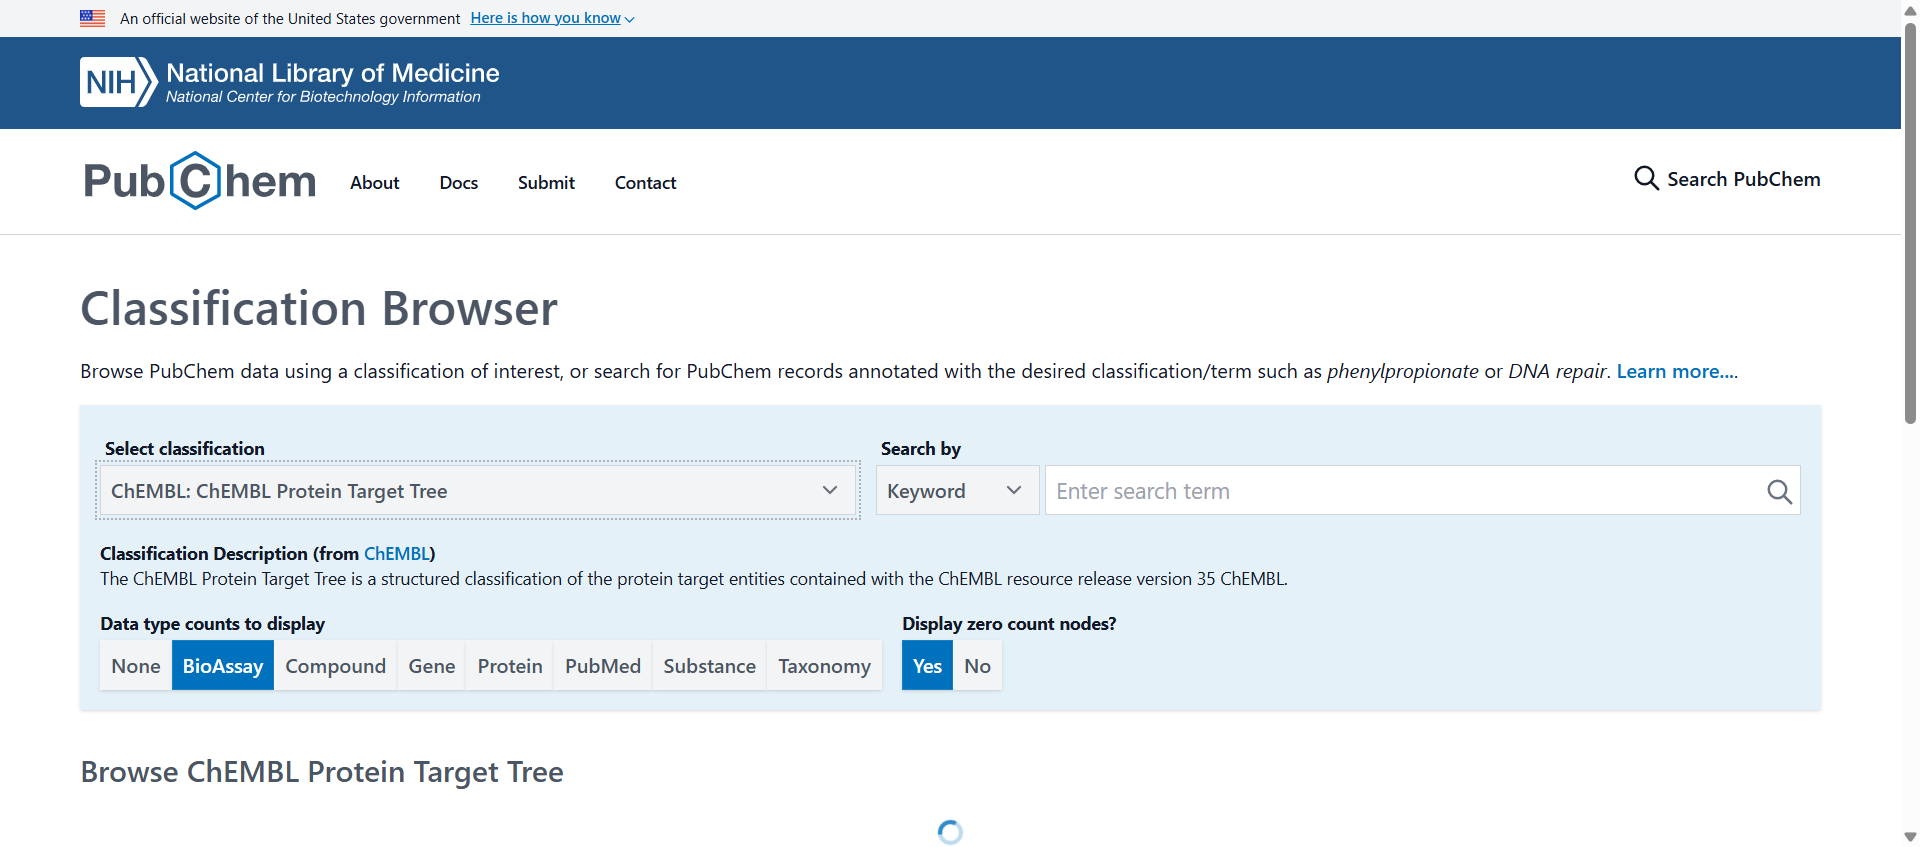 An official website of the United States government Here is how you know
NIH National Library of Medicine
National Center for Biotechnology Information
PubChem About Docs Submit Contact Search PubChem
Classification Browser
Browse PubChem data using a classification of interest, or search for PubChem records annotated with the desired classification/term such as phenylpropionate or DNA repair. Learn more....
Select classification Search by
ChEMBL: ChEMBL Protein Target Tree Keyword Enter search term
Classification Description (from ChEMBL)
The ChEMBL Protein Target Tree is a structured classification of the protein target entities contained with the ChEMBL resource release version 35 ChEMBL.
Data type counts to display Display zero count nodes?
None BioAssay Compound Gene Protein PubMed Substance Taxonomy Yes No
Browse ChEMBL Protein Target Tree